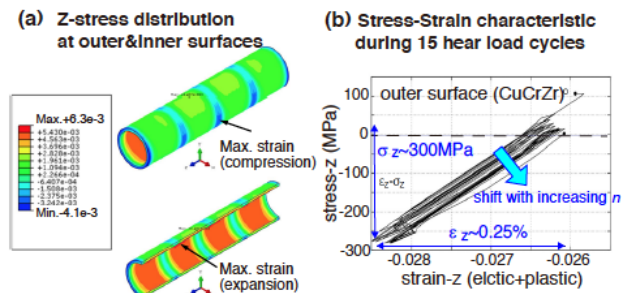 (a) Z-stress distribution
at outer&inner surfaces
Max.+6.3e-3
+5.430e-03
+4.563e-03
+3.696e-03
+2.828e-03
+1.961e-03
+1.094e-03
+2.266e-04
-6.407e-04
-1.508e-03
-2.375e-03
-3.242e-03
Min.-4.1e-3
Max. strain
(compression)
Max. strain
(expansion)
(b) Stress-Strain characteristic
during 15 hear load cycles
outer surface (CuCrZr)
σ z~300MPa
εz-σz
shift with increasing n
ε z~0.25%
stress-z (MPa)
100
0
-100
-200
-300
-0.028
-0.027
-0.026
strain-z (elctic+plastic)